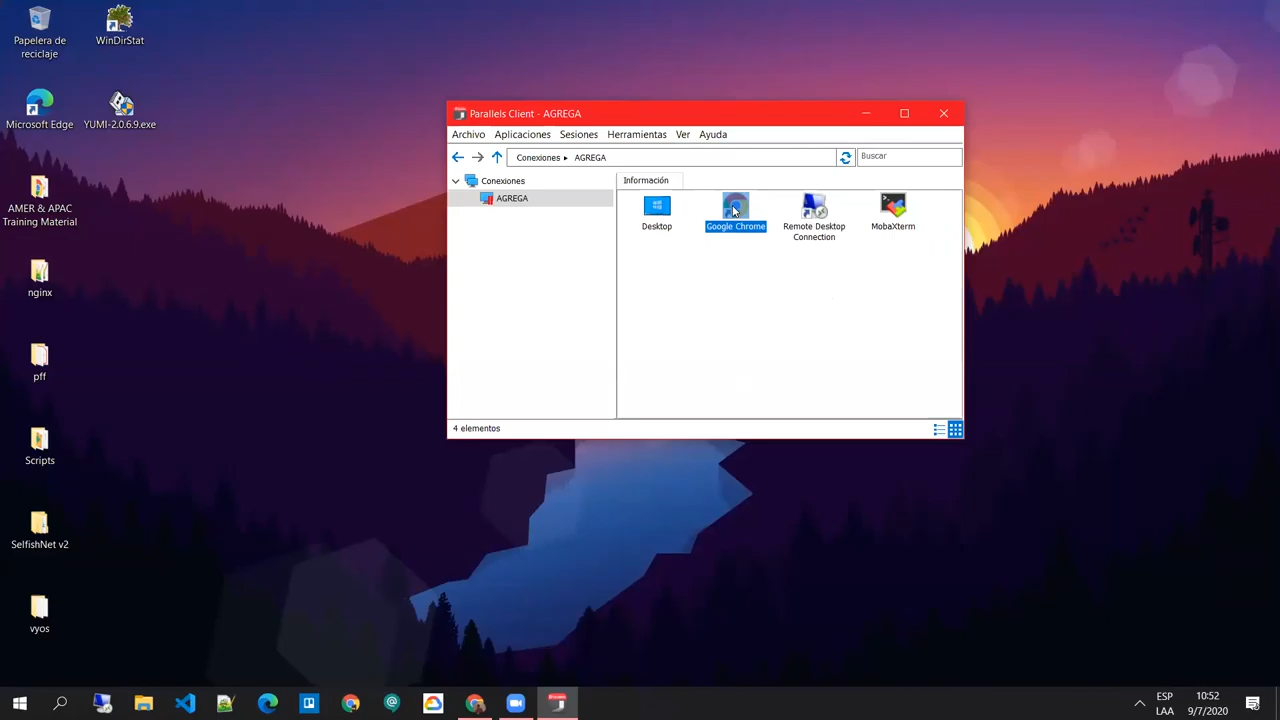 Papelera de
reciclaje
WinDirStat
Microsoft Edge
YUMI-2.0.6.9.exe
AMER & APAC
Training Material
nginx
pff
Scripts
SelfishNet v2
vyos
Parallels Client - AGREGA
Archivo Aplicaciones Sesiones Herramientas Ver Ayuda
Conexiones ▸ AGREGA
Buscar
Conexiones
AGREGA
Información
Desktop
Google Chrome
Remote Desktop
Connection
MobaXterm
4 elementos
ESP
LAA
10:52
9/7/2020